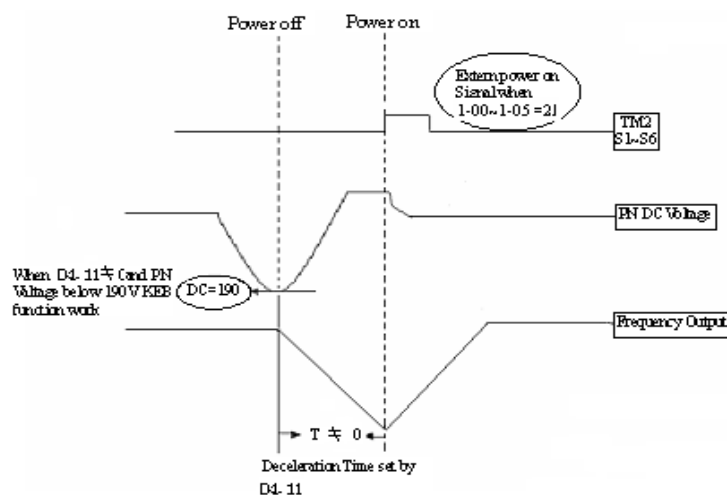 Power off
Power on
Extern power on
Signal when
1-00~ 1-05 =21
TM2
S1~S6
PN DC Voltage
When D4- 11≒ 0 and PN
Voltage below 190 V KEB
function work
DC=190
Frequency Output
T ≒ 0
Deceleration Time set by
D4- 11